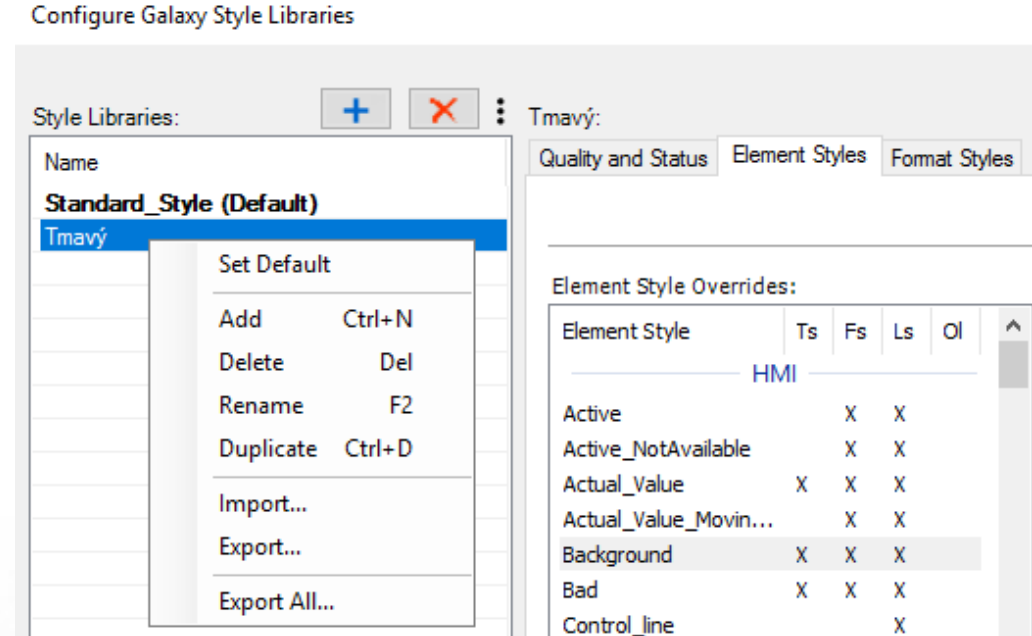 Configure Galaxy Style Libraries
Style Libraries:
Name
Standard_Style (Default)
Tmavý
Set Default
Add Ctrl+N
Delete Del
Rename F2
Duplicate Ctrl+D
Import...
Export...
Export All...
Tmavý:
Quality and Status Element Styles Format Styles
Element Style Overrides:
Element Style Ts Fs Ls Ol
HMI
Active X X
Active_NotAvailable X X
Actual_Value X X X
Actual_Value_Movin... X X
Background X X X
Bad X X X
Control_line X